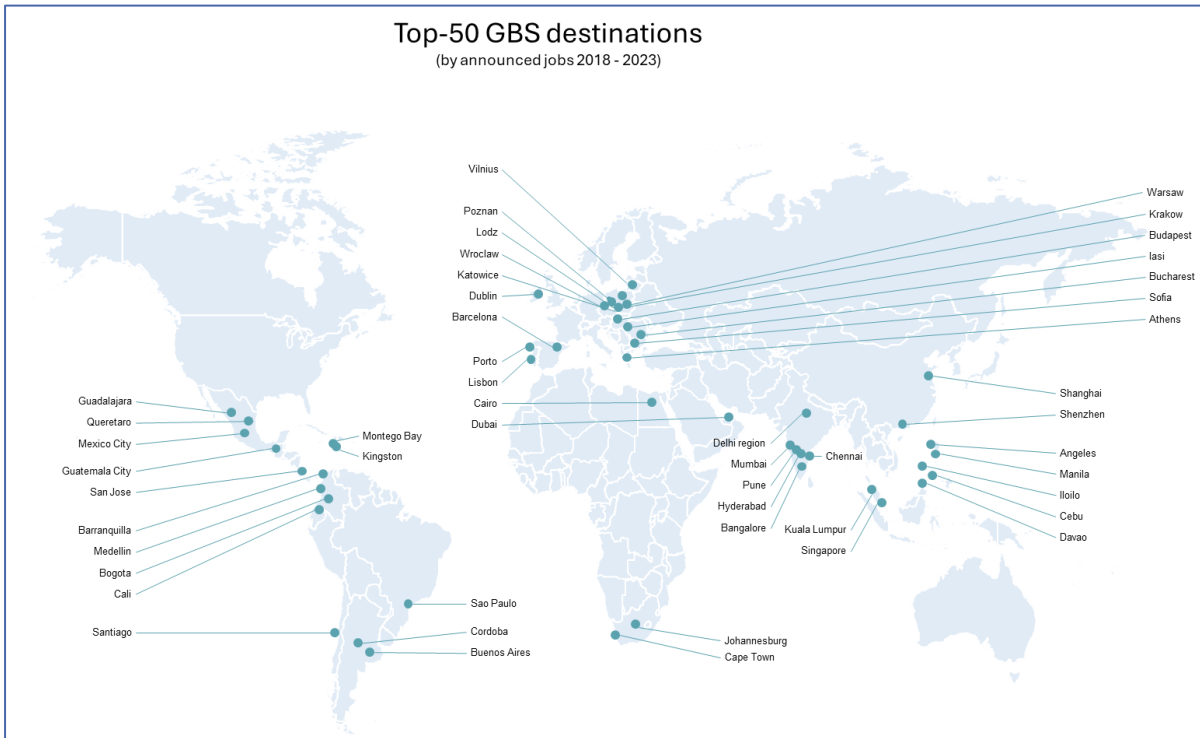 Top-50 GBS destinations
(by announced jobs 2018 - 2023)
Vilnius
Poznan
Lodz
Wroclaw
Katowice
Dublin
Barcelona
Porto
Lisbon
Cairo
Dubai
Warsaw
Krakow
Budapest
Iasi
Bucharest
Sofia
Athens
Guadalajara
Queretaro
Mexico City
Guatemala City
San Jose
Barranquilla
Medellin
Bogota
Cali
Santiago
Montego Bay
Kingston
Sao Paulo
Cordoba
Buenos Aires
Delhi region
Mumbai
Pune
Hyderabad
Bangalore
Chennai
Kuala Lumpur
Singapore
Shanghai
Shenzhen
Angeles
Manila
Iloilo
Cebu
Davao
Johannesburg
Cape Town